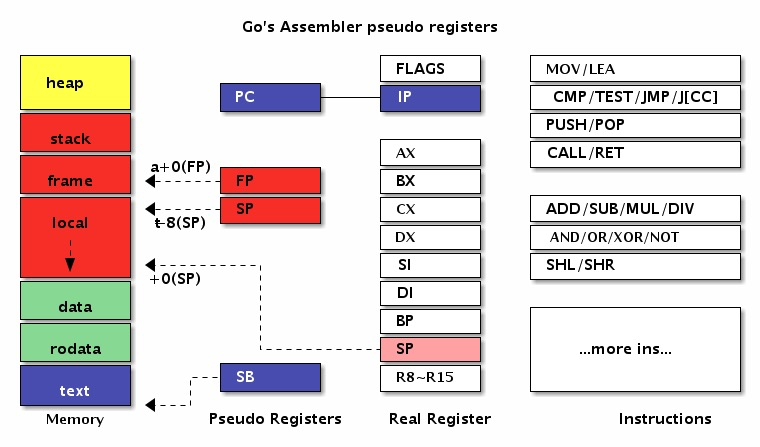 Go's Assembler pseudo registers
heap
stack
frame
local
data
rodata
text
Memory
a+0(FP)
t-8(SP)
+0(SP)
PC
FP
SP
SB
Pseudo Registers
FLAGS
IP
AX
BX
CX
DX
SI
DI
BP
SP
R8~R15
Real Register
MOV/LEA
CMP/TEST/JMP/J[CC]
PUSH/POP
CALL/RET
ADD/SUB/MUL/DIV
AND/OR/XOR/NOT
SHL/SHR
...more ins...
Instructions